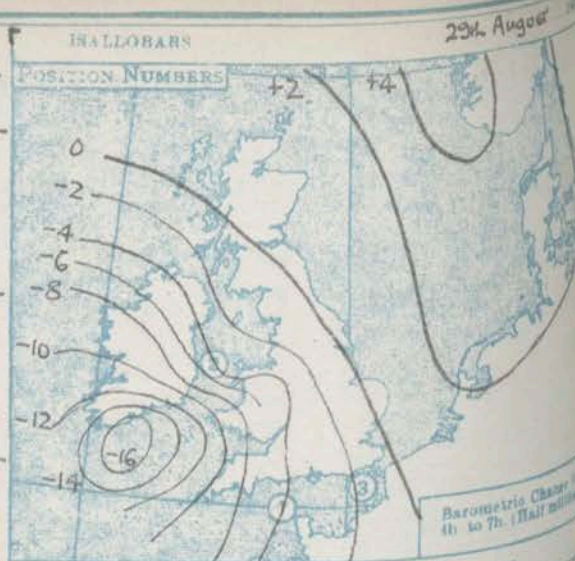 ISALLOBARS
29th August
POSITION NUMBERS
+2
+4
0
-2
-4
-6
-8
-10
-12
-14
-16
Barometric Change
4h to 7h. (Half